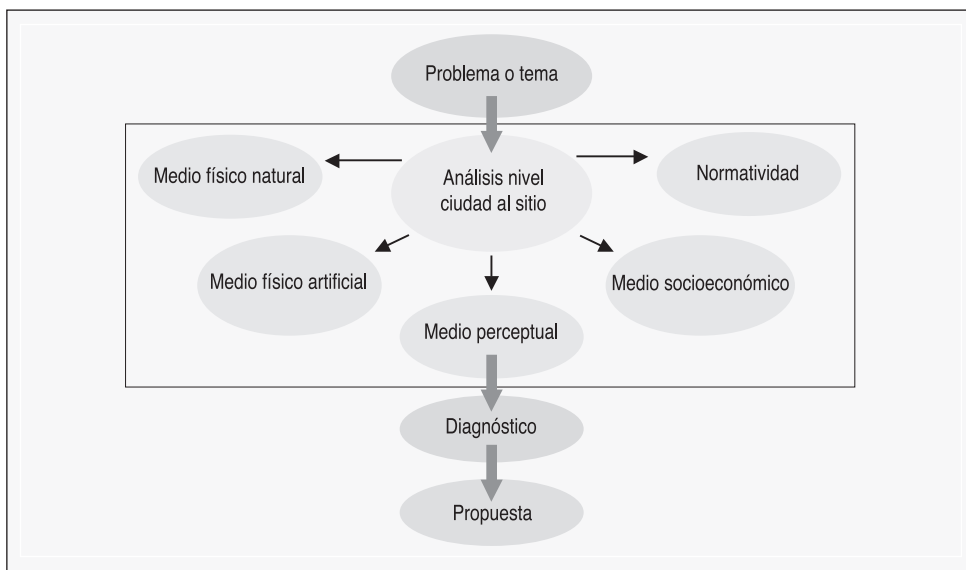 Problema o tema
Medio físico natural
Análisis nivel
ciudad al sitio
Normatividad
Medio físico artificial
Medio socioeconómico
Medio perceptual
Diagnóstico
Propuesta